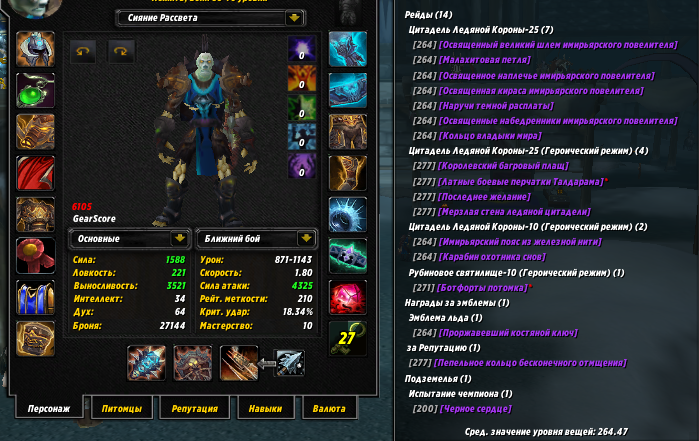 Сияние Рассвета
0
0
0
0
0
6105
GearScore
Основные
Ближний бой
Сила: 1588
Ловкость: 221
Выносливость: 3521
Интеллект: 34
Дух: 64
Броня: 27144
Урон: 871-1143
Скорость: 1.80
Сила атаки: 4325
Рейт. меткости: 210
Крит. удар: 18.34%
Мастерство: 10
27
Персонаж
Питомцы
Репутация
Навыки
Валюта
Рейды (14)
Цитадель Ледяной Короны-25 (7)
[264] [Освященный великий шлем имирьярского повелителя]
[264] [Малахитовая петля]
[264] [Освященное наплечье имирьярского повелителя]
[264] [Освященная кираса имирьярского повелителя]
[264] [Наручи темной расплаты]
[264] [Освященные набедренники имирьярского повелителя]
[264] [Кольцо владыки мира]
Цитадель Ледяной Короны-25 (Героический режим) (4)
[277] [Королевский багровый плащ]
[277] [Латные боевые перчатки Талдарама]*
[277] [Последнее желание]
[277] [Мерзлая стена ледяной цитадели]
Цитадель Ледяной Короны-10 (Героический режим) (2)
[264] [Имирьярский пояс из железной нити]
[264] [Карабин охотника снов]
Рубиновое святилище-10 (Героический режим) (1)
[271] [Ботфорты потомка]*
Награды за эмблемы (1)
Эмблема льда (1)
[264] [Проржавевший костяной ключ]
за Репутацию (1)
[277] [Пепельное кольцо бесконечного отмщения]
Подземелья (1)
Испытание чемпиона (1)
[200] [Черное сердце]
Сред. значение уровня вещей: 264.47